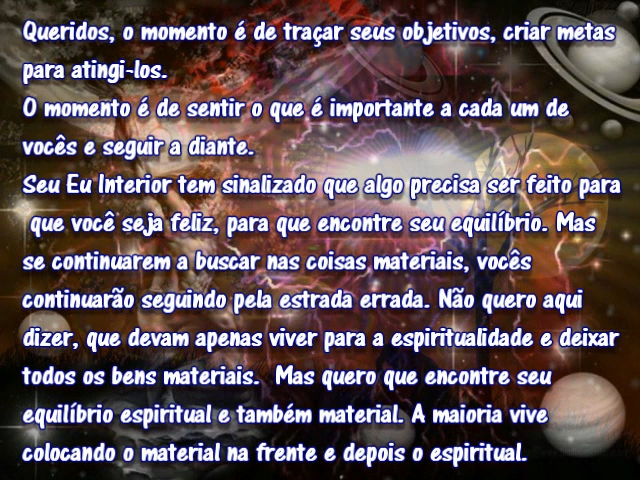 Queridos, o momento é de traçar seus objetivos, criar metas
para atingi-los.
O momento é de sentir o que é importante a cada um de
vocês e seguir a diante.
Seu Eu Interior tem sinalizado que algo precisa ser feito para
que você seja feliz, para que encontre seu equilíbrio. Mas
se continuarem a buscar nas coisas materiais, vocês
continuarão seguindo pela estrada errada. Não quero aqui
dizer, que devam apenas viver para a espiritualidade e deixar
todos os bens materiais. Mas quero que encontre seu
equilíbrio espiritual e também material. A maioria vive
colocando o material na frente e depois o espiritual.